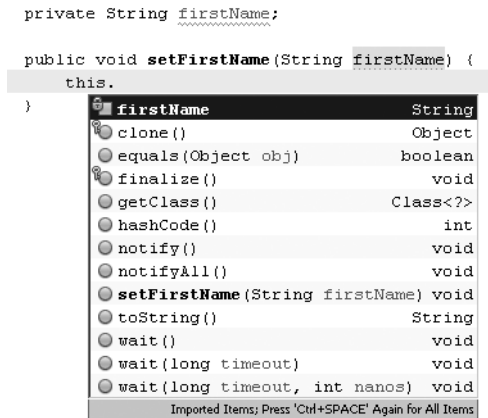 private String firstName;
public void setFirstName(String firstName) {
this.
}
firstName String
clone() Object
equals(Object obj) boolean
finalize() void
getClass() Class<?>
hashCode() int
notify() void
notifyAll() void
setFirstName(String firstName) void
toString() String
wait() void
wait(long timeout) void
wait(long timeout, int nanos) void
Imported Items; Press 'Ctrl+SPACE' Again for All Items